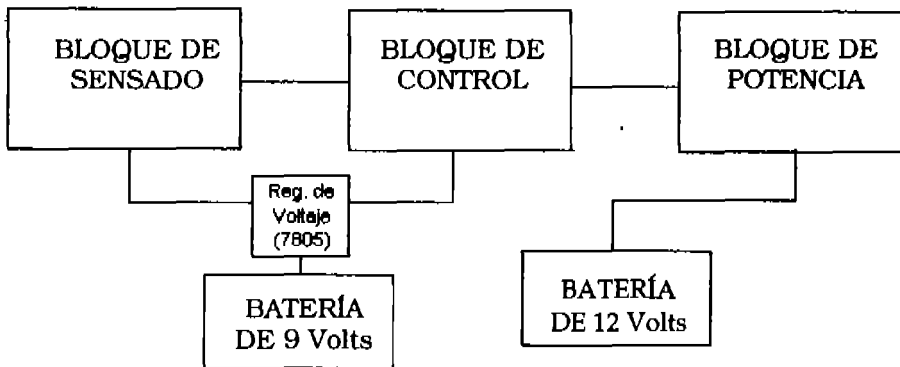 BLOQUE DE
SENSADO
BLOQUE DE
CONTROL
BLOQUE DE
POTENCIA
Reg. de
Voltaje
(7805)
BATERÍA
DE 9 Volts
BATERÍA
DE 12 Volts